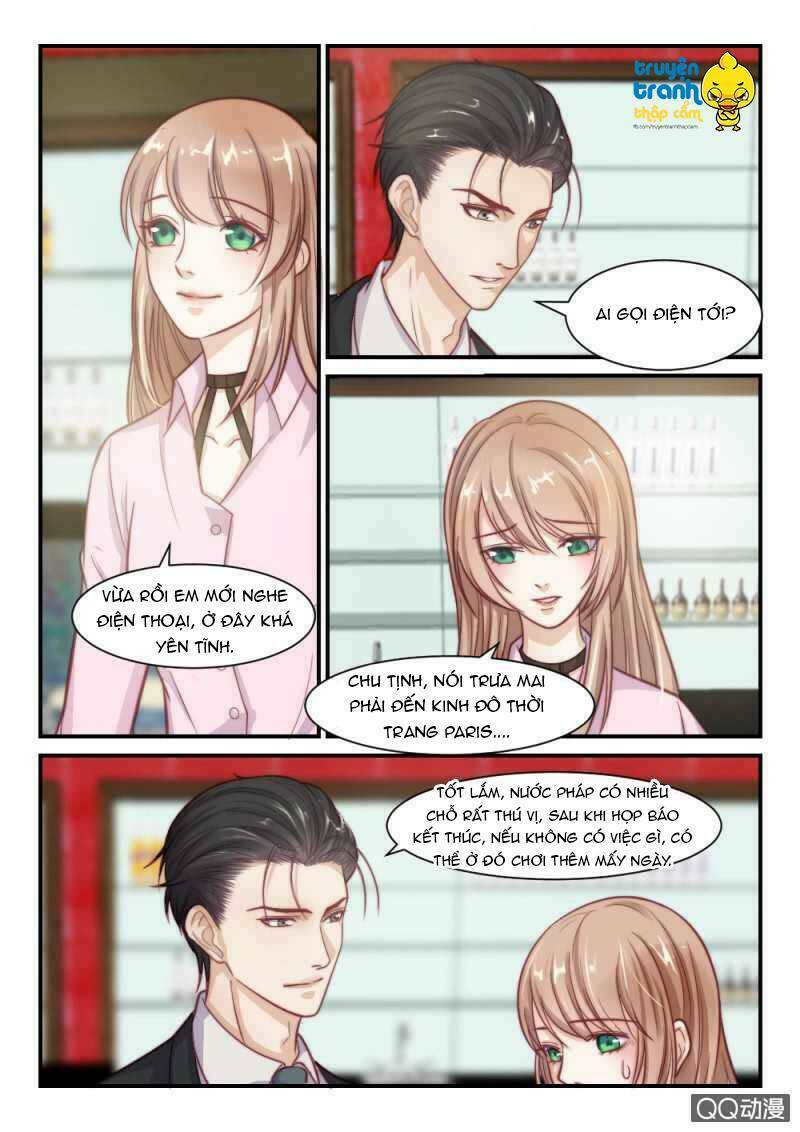 truyện
tranh
thập cẩm
fb.com/truyentranhthapcam
AI GỌI ĐIỆN TỚI?
VỪA RỒI EM MỚI NGHE
ĐIỆN THOẠI, Ở ĐÂY KHÁ
YÊN TĨNH.
CHU TỊNH, NÓI TRƯA MAI
PHẢI ĐẾN KINH ĐÔ THỜI
TRANG PARIS....
TỐT LẮM, NƯỚC PHÁP CÓ NHIỀU
CHỖ RẤT THÚ VỊ, SAU KHI HỌP BÁO
KẾT THÚC, NẾU KHÔNG CÓ VIỆC GÌ, CÓ
THỂ Ở ĐÓ CHƠI THÊM MẤY NGÀY.
QQ动漫